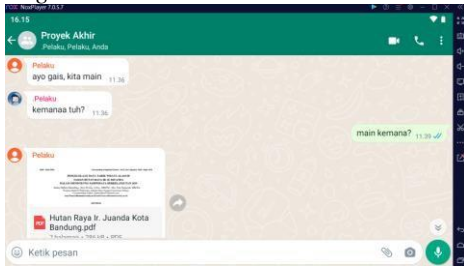 NoxPlayer 7.0.5.7
16.15
Proyek Akhir
.Pelaku, Pelaku, Anda
Pelaku
ayo gais, kita main 11.36
.Pelaku
kemanaa tuh? 11.36
main kemana? 11.39
Pelaku
PDF
Hutan Raya Ir. Juanda Kota
Bandung.pdf
Ketik pesan